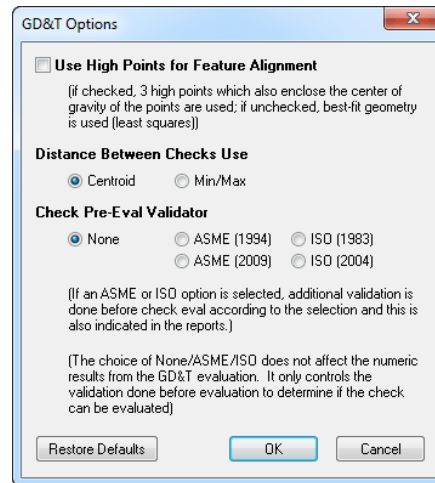 GD&T Options
Use High Points for Feature Alignment
(if checked, 3 high points which also enclose the center of
gravity of the points are used; if unchecked, best-fit geometry
is used (least squares))
Distance Between Checks Use
Centroid Min/Max
Check Pre-Eval Validator
None ASME (1994) ISO (1983)
ASME (2009) ISO (2004)
(If an ASME or ISO option is selected, additional validation is
done before check eval according to the selection and this is
also indicated in the reports.)
(The choice of None/ASME/ISO does not affect the numeric
results from the GD&T evaluation. It only controls the
validation done before evaluation to determine if the check
can be evaluated)
Restore Defaults OK Cancel